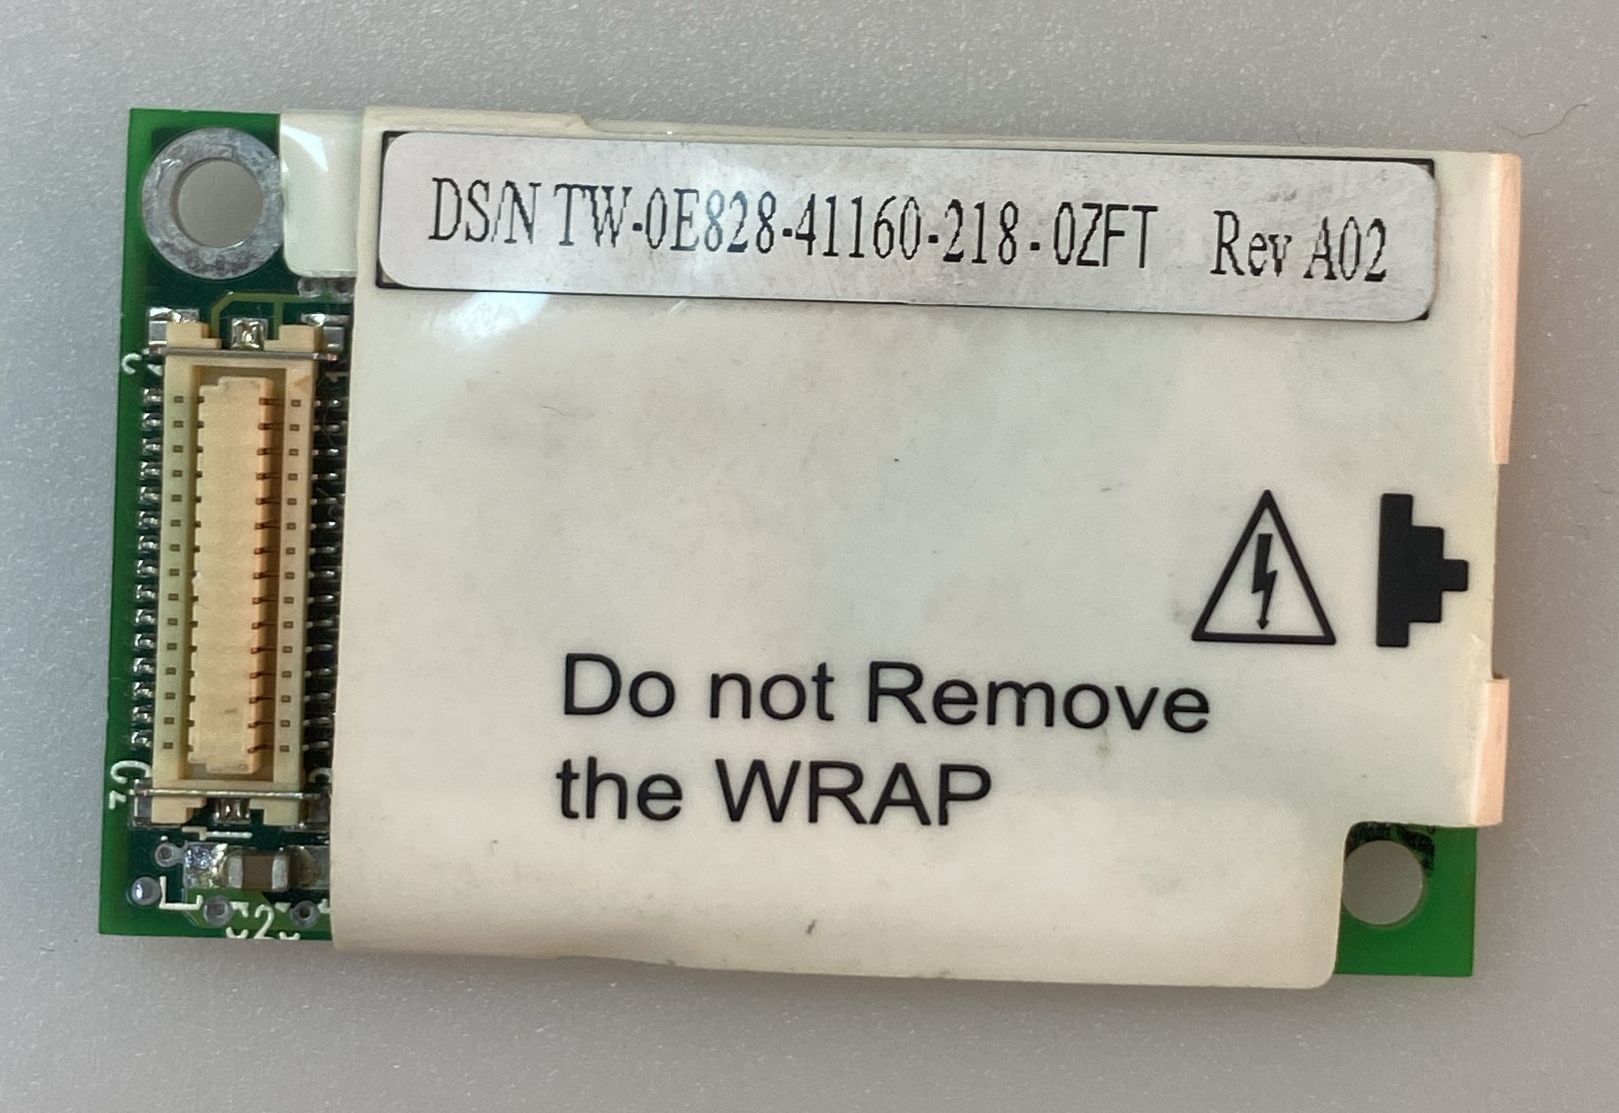 DS/N TW-0E828-41160-218-0ZFT Rev A02
Do not Remove
the WRAP